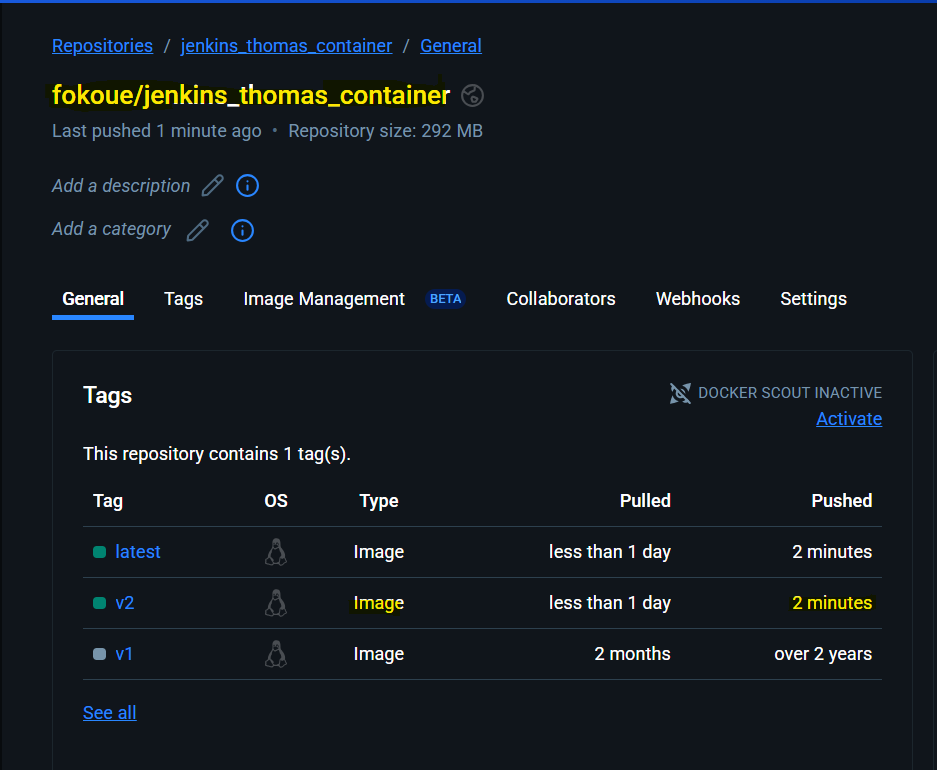 Repositories / jenkins_thomas_container / General
fokoue/jenkins_thomas_container
Last pushed 1 minute ago • Repository size: 292 MB
Add a description
Add a category
General Tags Image Management BETA Collaborators Webhooks Settings
Tags
DOCKER SCOUT INACTIVE
Activate
This repository contains 1 tag(s).
Tag OS Type Pulled Pushed
latest Image less than 1 day 2 minutes
v2 Image less than 1 day 2 minutes
v1 Image 2 months over 2 years
See all